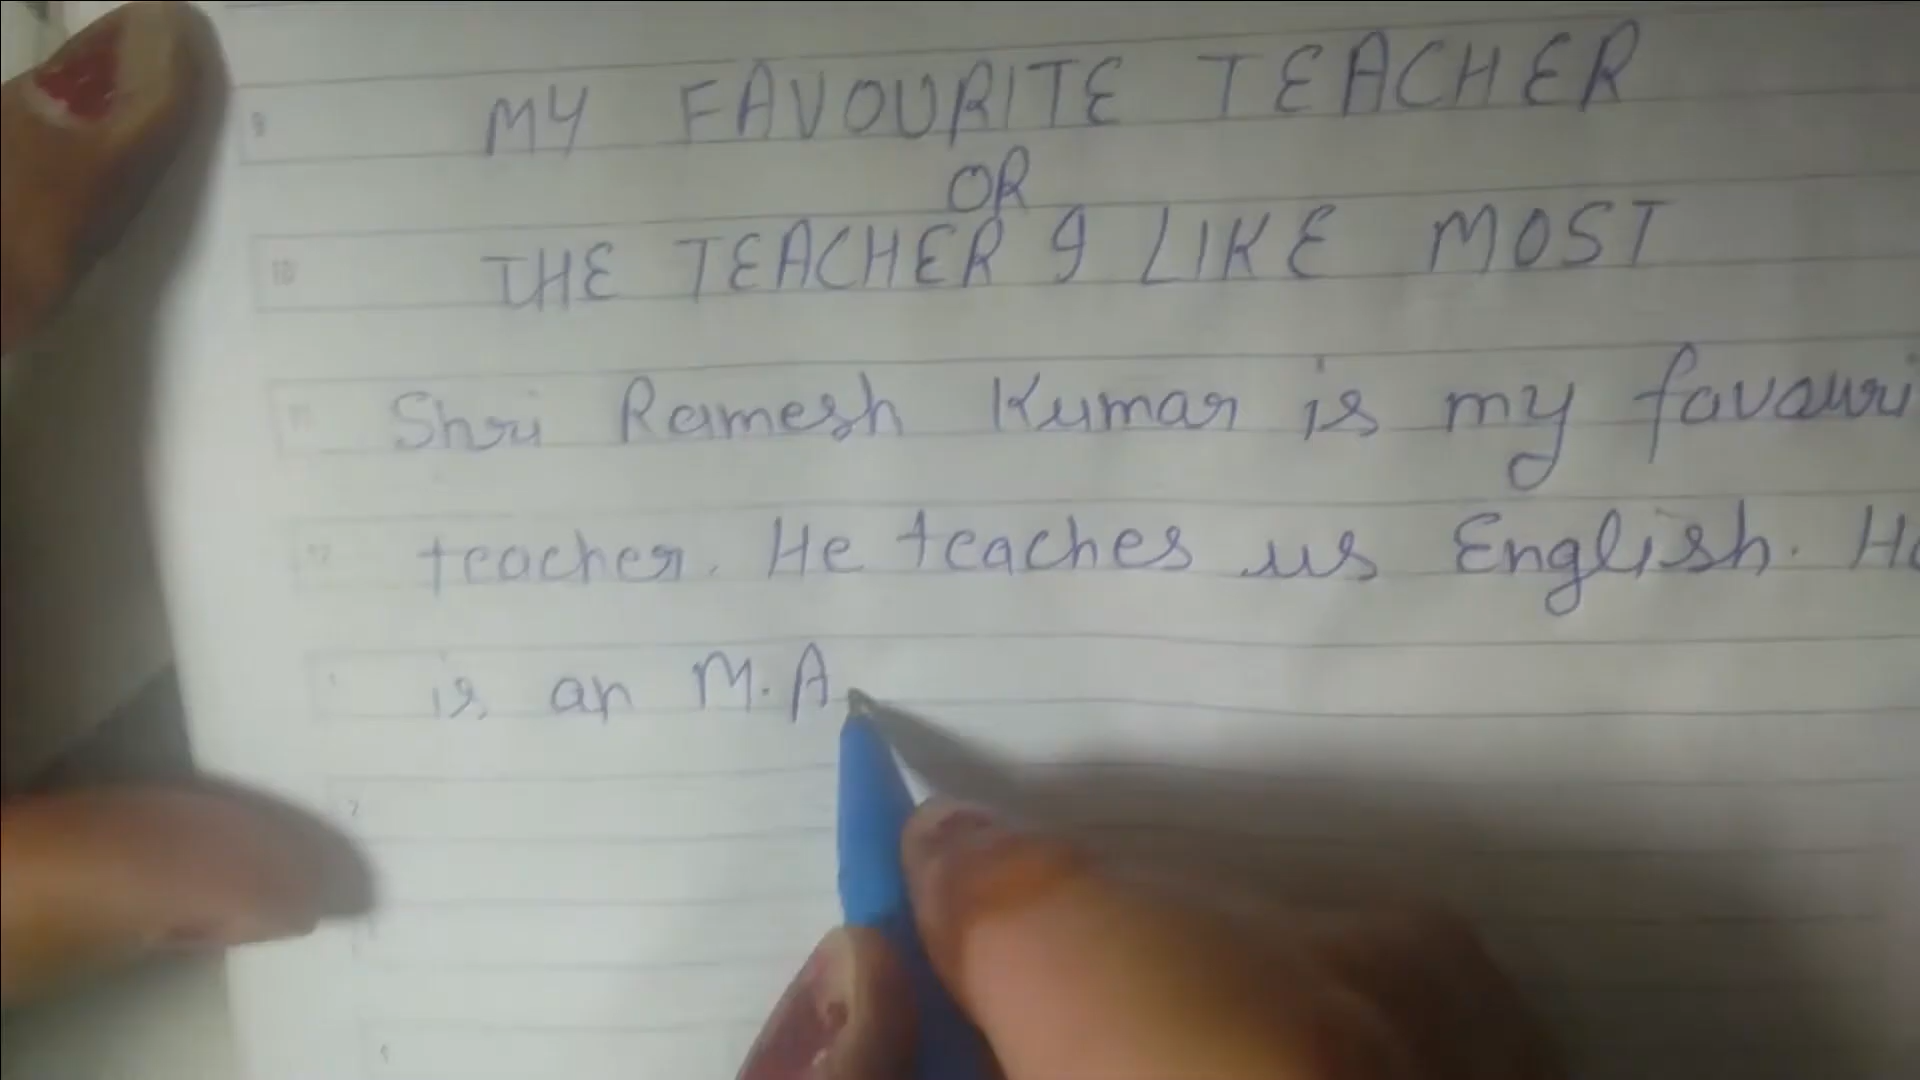 MY FAVOURITE TEACHER
OR
THE TEACHER I LIKE MOST
Shri Ramesh Kumar is my favouri
teacher. He teaches us English. He
is an M.A